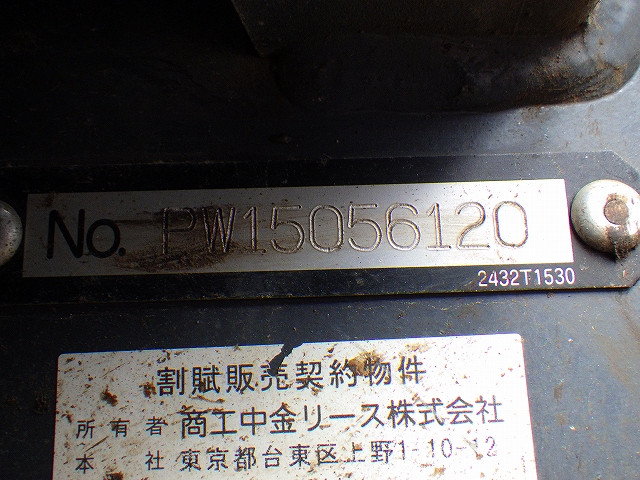 No. PW15056120
2432T1530
割賦販売契約物件
所有者 商工中金リース株式会社
本社 東京都台東区上野1-10-12